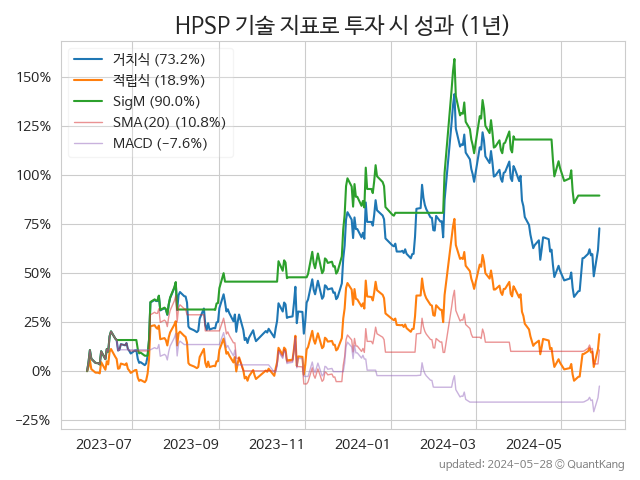 HPSP 기술 지표로 투자 시 성과 (1년)
거치식 (73.2%)
적립식 (18.9%)
SigM (90.0%)
SMA(20) (10.8%)
MACD (−7.6%)
150%
125%
100%
75%
50%
25%
0%
−25%
2023-07 2023-09 2023-11 2024-01 2024-03 2024-05
updated: 2024-05-28 © QuantKang